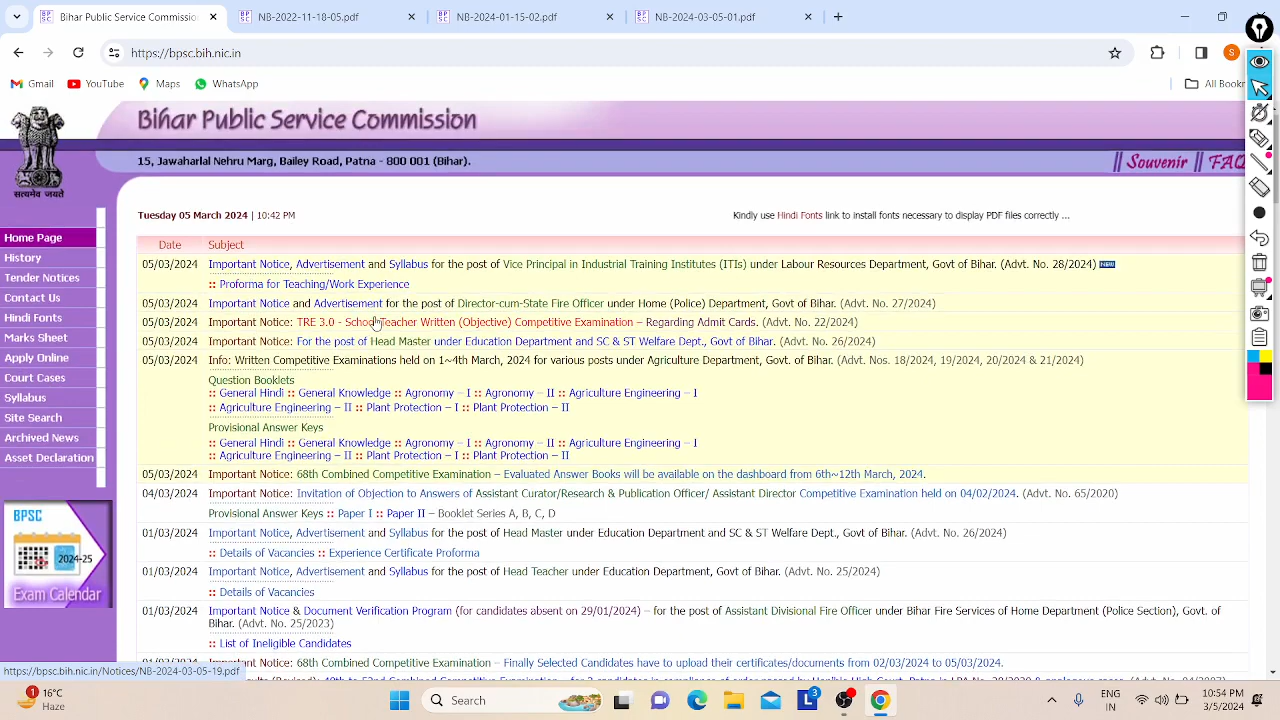 NB-2024-01-15-02.pdf
NB-2024-02-11-02.pdf
NB-2024-03-05-01.pdf
https://bpsc.bih.nic.in
S
Gmail
YouTube
Maps
WhatsApp
All Book
Bihar Public Service Commission
15, Jawaharlal Nehru Marg, Bailey Road, Patna - 800 001 (Bihar).
|| Souvenir || FAQ
सत्यमेव जयते
Tuesday 05 March 2024 | 10:42 PM
Kindly use Hindi Fonts link to install fonts necessary to display PDF files correctly ...
Home Page
History
Tender Notices
Contact Us
Hindi Fonts
Marks Sheet
Apply Online
Court Cases
Syllabus
Site Search
Archived News
Asset Declaration
BPSC
2024-25
Exam Calendar
Date Subject
05/03/2024 Important Notice, Advertisement and Syllabus for the post of Vice Principal in Industrial Training Institutes (ITIs) under Labour Resources Department, Govt of Bihar. (Advt. No. 28/2024) NEW
:: Proforma for Teaching/Work Experience
05/03/2024 Important Notice and Advertisement for the post of Director-cum-State Fire Officer under Home (Police) Department, Govt of Bihar. (Advt. No. 27/2024)
05/03/2024 Important Notice: TRE 3.0 - School Teacher Written (Objective) Competitive Examination – Regarding Admit Cards. (Advt. No. 22/2024)
05/03/2024 Important Notice: For the post of Head Master under Education Department and SC & ST Welfare Dept., Govt of Bihar. (Advt. No. 26/2024)
05/03/2024 Info: Written Competitive Examinations held on 1~4th March, 2024 for various posts under Agriculture Department, Govt. of Bihar. (Advt. Nos. 18/2024, 19/2024, 20/2024 & 21/2024)
Question Booklets
:: General Hindi :: General Knowledge :: Agronomy – I :: Agronomy – II :: Agriculture Engineering – I
:: Agriculture Engineering – II :: Plant Protection – I :: Plant Protection – II
Provisional Answer Keys
:: General Hindi :: General Knowledge :: Agronomy – I :: Agronomy – II :: Agriculture Engineering – I
:: Agriculture Engineering – II :: Plant Protection – I :: Plant Protection – II
05/03/2024 Important Notice: 68th Combined Competitive Examination – Evaluated Answer Books will be available on the dashboard from 6th~12th March, 2024.
04/03/2024 Important Notice: Invitation of Objection to Answers of Assistant Curator/Research & Publication Officer/ Assistant Director Competitive Examination held on 04/02/2024. (Advt. No. 65/2020)
Provisional Answer Keys :: Paper I :: Paper II – Booklet Series A, B, C, D
01/03/2024 Important Notice, Advertisement and Syllabus for the post of Head Master under Education Department and SC & ST Welfare Dept., Govt of Bihar. (Advt. No. 26/2024)
:: Details of Vacancies :: Experience Certificate Proforma
01/03/2024 Important Notice, Advertisement and Syllabus for the post of Head Teacher under Education Department, Govt of Bihar. (Advt. No. 25/2024)
:: Details of Vacancies
01/03/2024 Important Notice & Document Verification Program (for candidates absent on 29/01/2024) – for the post of Assistant Divisional Fire Officer under Bihar Fire Services of Home Department (Police Section), Govt. of
Bihar. (Advt. No. 25/2023)
:: List of Ineligible Candidates
Important Notice: 68th Combined Competitive Examination – Finally Selected Candidates have to upload their certificates/documents from 02/03/2024 to 05/03/2024.
https://bpsc.bih.nic.in/Notices/NB-2024-03-05-19.pdf
1
16°C
Haze
Search
3
ENG
IN
10:54 PM
3/5/2024